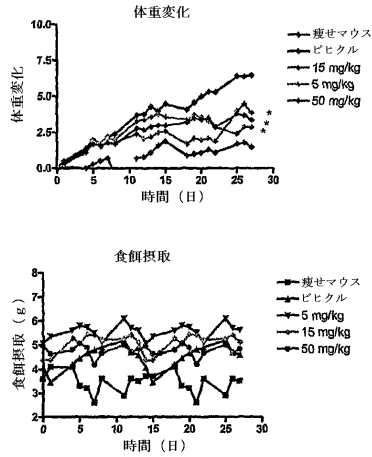 体重変化
体重変化
10.0
7.5
5.0
2.5
0.0
0
5
10
15
20
25
30
時間（日）
痩せマウス
ビヒクル
15 mg/kg
5 mg/kg
50 mg/kg
*
*
*
食餌摂取
食餌摂取（g）
8
7
6
5
4
3
2
0
5
10
15
20
25
30
時間（日）
痩せマウス
ビヒクル
5 mg/kg
15 mg/kg
50 mg/kg